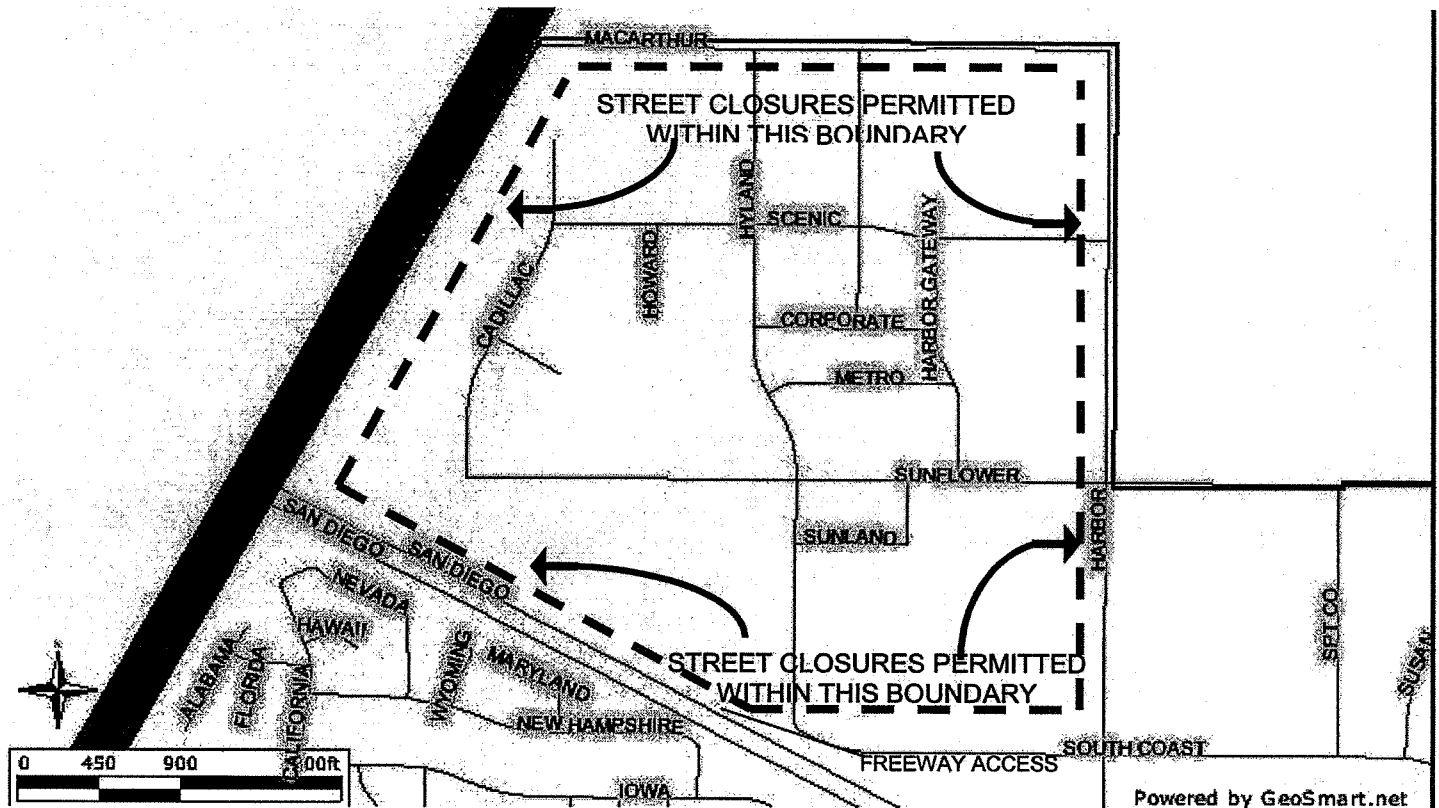 MACARTHUR
STREET CLOSURES PERMITTED
WITHIN THIS BOUNDARY
HYLAND
SCENIC
HARBOR GATEWAY
HOWARD
CADILLAC
CORPORATE
METRO
SUNFLOWER
SAN DIEGO
SAN DIEGO
SUNLAND
HARBOR
NEVADA
HAWAII
ALABAMA
FLORIDA
CALIFORNIA
WYOMING
MARYLAND
NEW HAMPSHIRE
STREET CLOSURES PERMITTED
WITHIN THIS BOUNDARY
SPT CO
SUSAN
SOUTH COAST
FREEWAY ACCESS
0 450 900
IOWA
Powered by GeoSmart.net